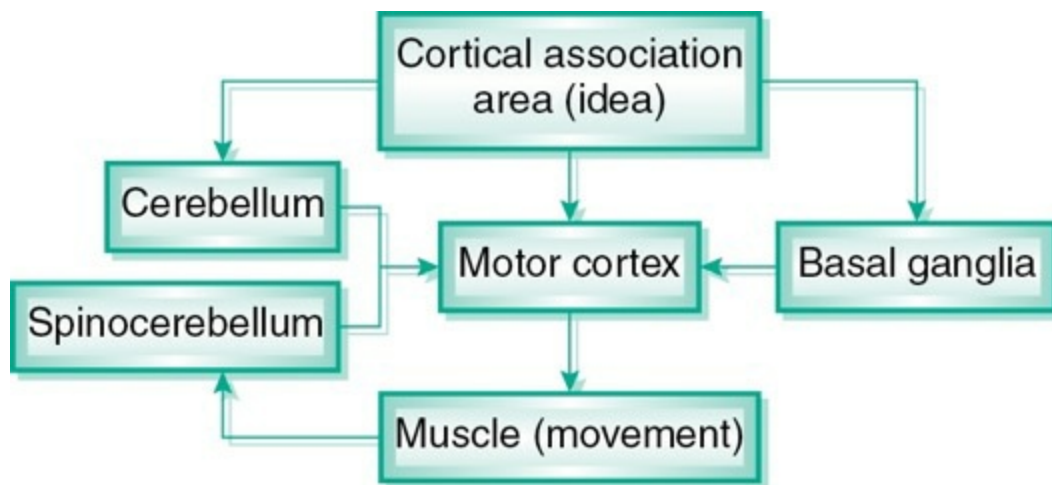 Cortical association
area (idea)
Cerebellum
Motor cortex
Basal ganglia
Spinocerebellum
Muscle (movement)